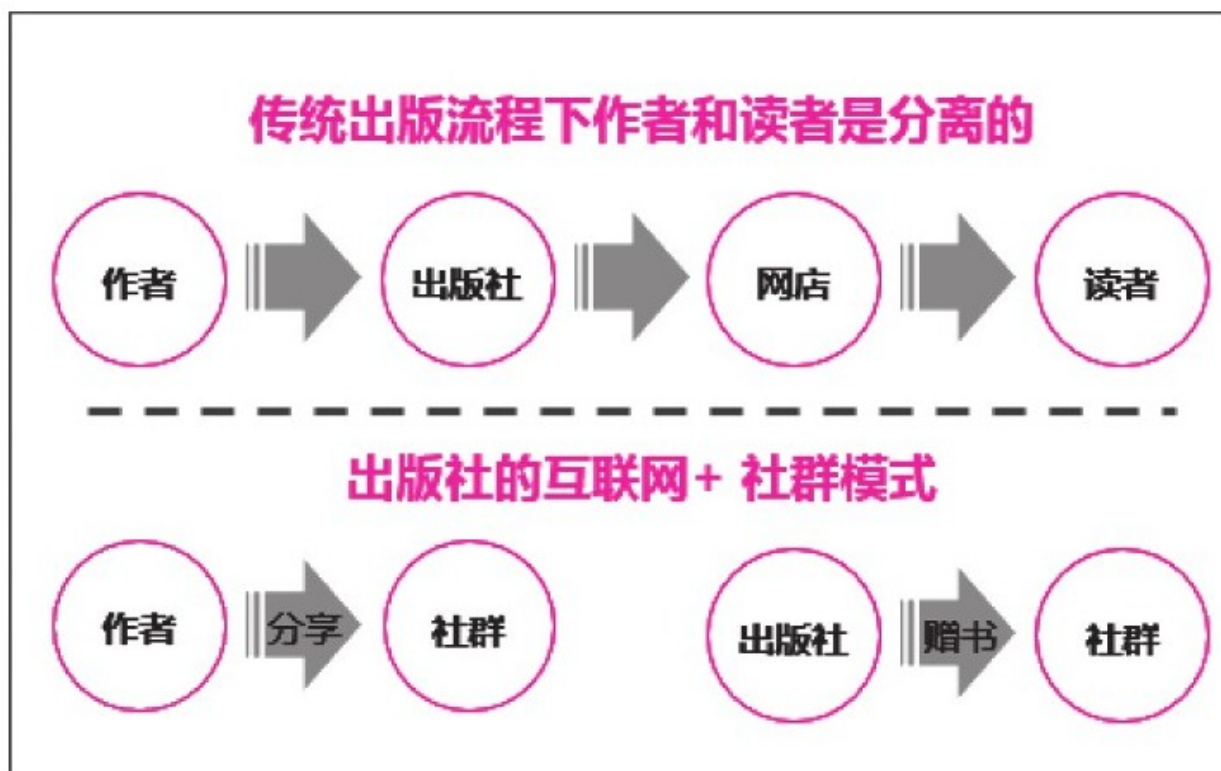 传统出版流程下作者和读者是分离的
作者 出版社 网店 读者
出版社的互联网+ 社群模式
作者 分享 社群 出版社 赠书 社群